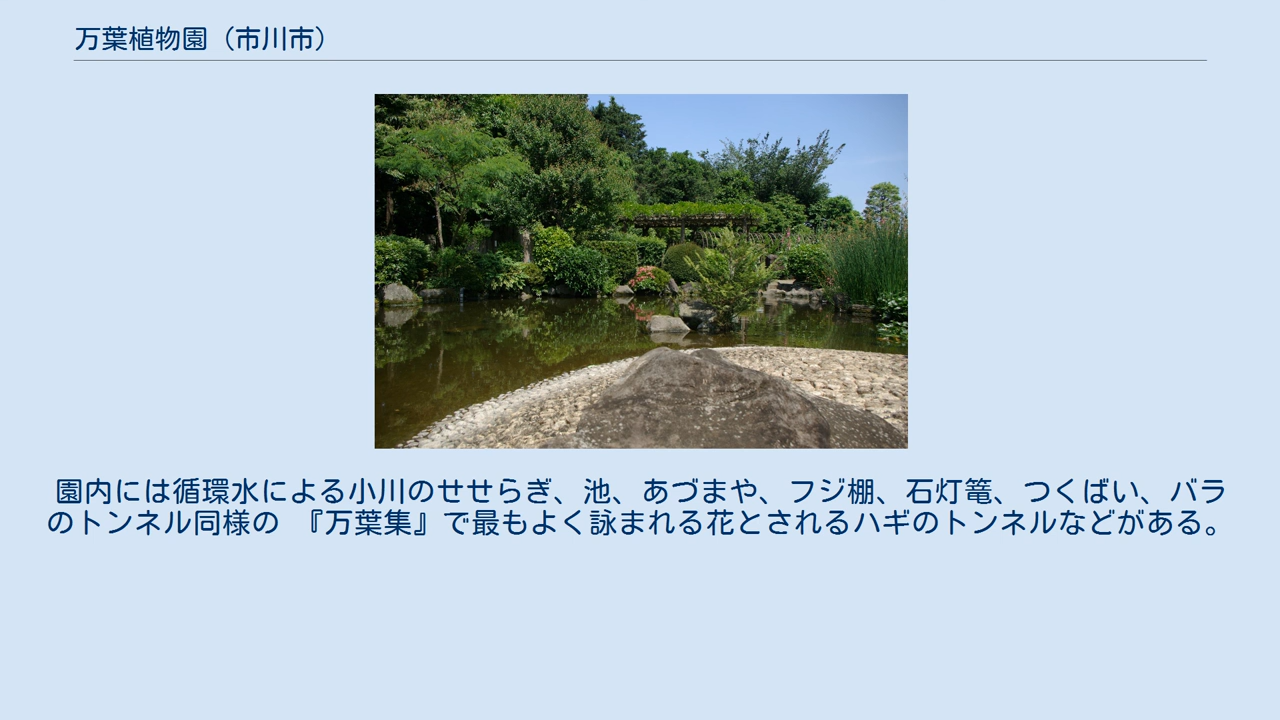 万葉植物園（市川市）
園内には循環水による小川のせせらぎ、池、あづまや、フジ棚、石灯篭、つくばい、バラ
のトンネル同様の 『万葉集』で最もよく詠まれる花とされるハギのトンネルなどがある。